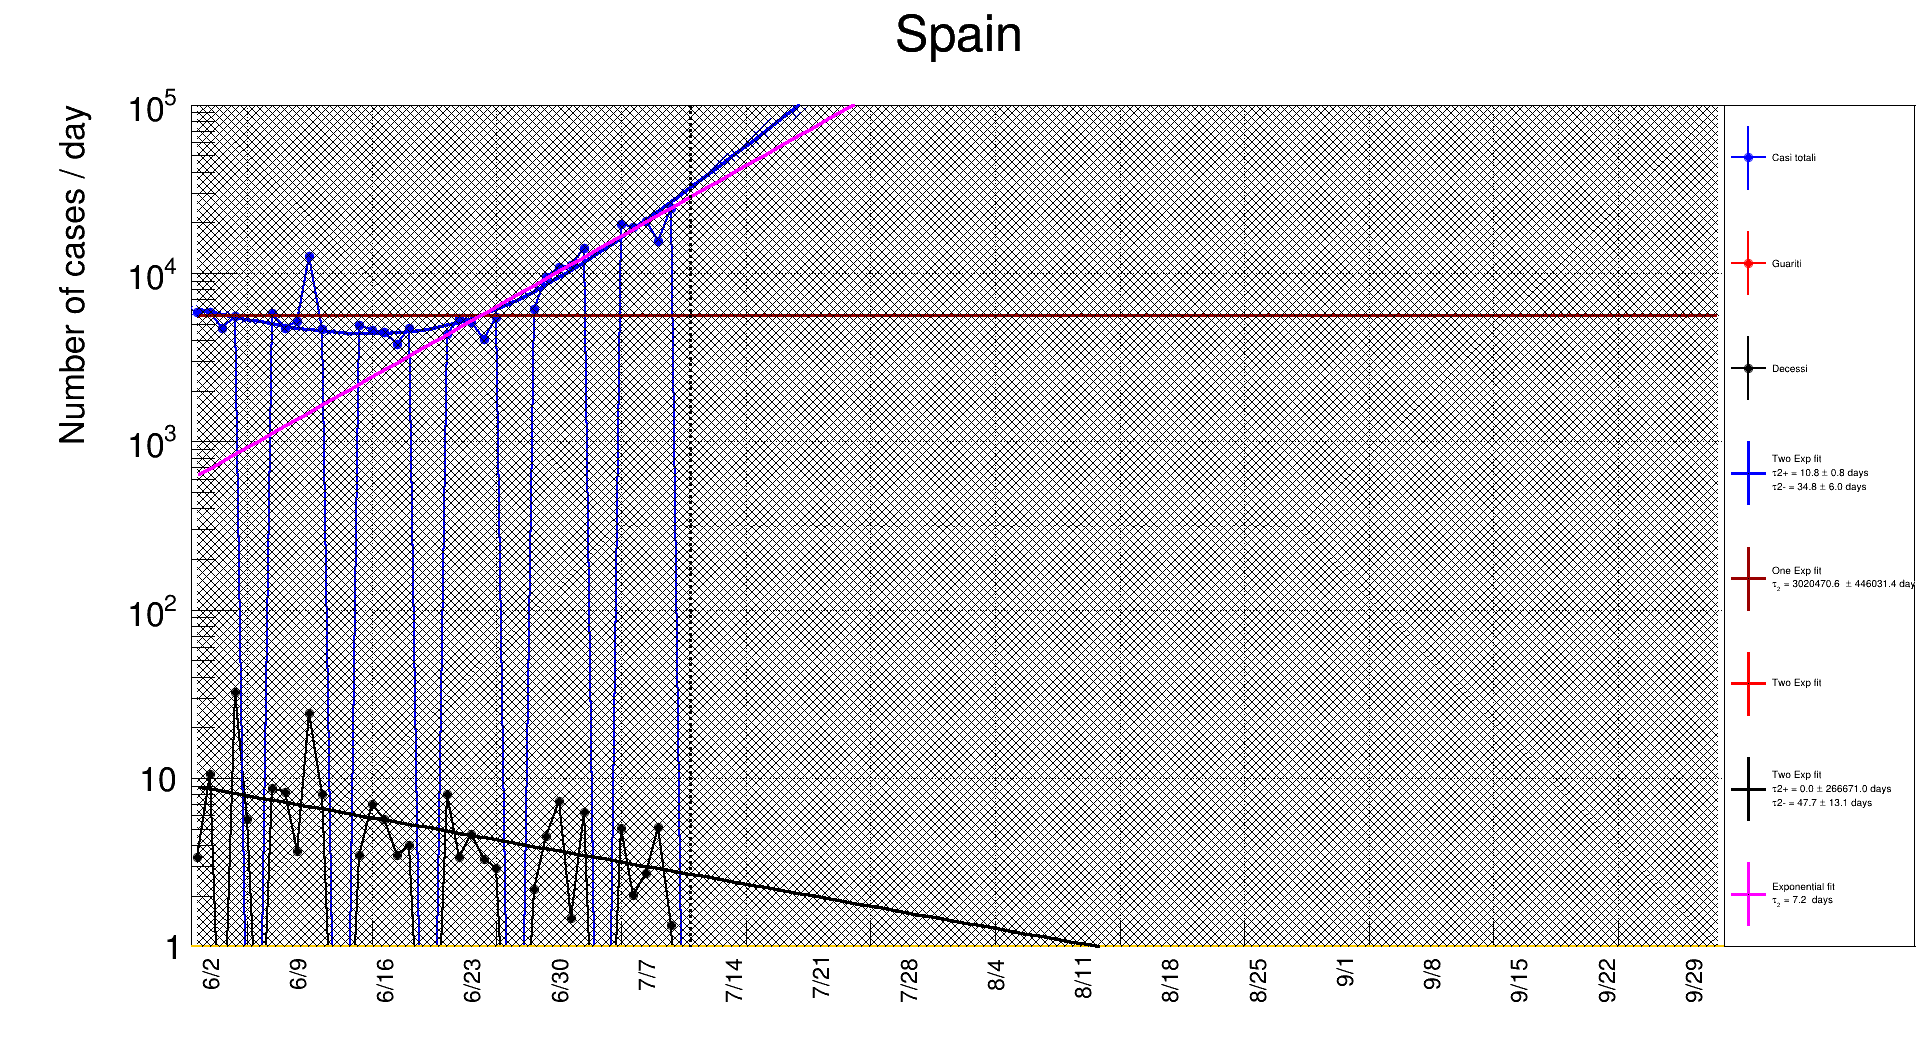 Spain
Number of cases / day
10^5
10^4
10^3
10^2
10
1
6/2 6/9 6/16 6/23 6/30 7/7 7/14 7/21 7/28 8/4 8/11 8/18 8/25 9/1 9/8 9/15 9/22 9/29
Casi totali
Guariti
Decessi
Two Exp fit
τ2+ = 10.8 ± 0.8 days
τ2- = 34.8 ± 6.0 days
One Exp fit
τ₂ = 3020470.6 ± 446031.4 day
Two Exp fit
Two Exp fit
τ2+ = 0.0 ± 266671.0 days
τ2- = 47.7 ± 13.1 days
Exponential fit
τ₂ = 7.2 days